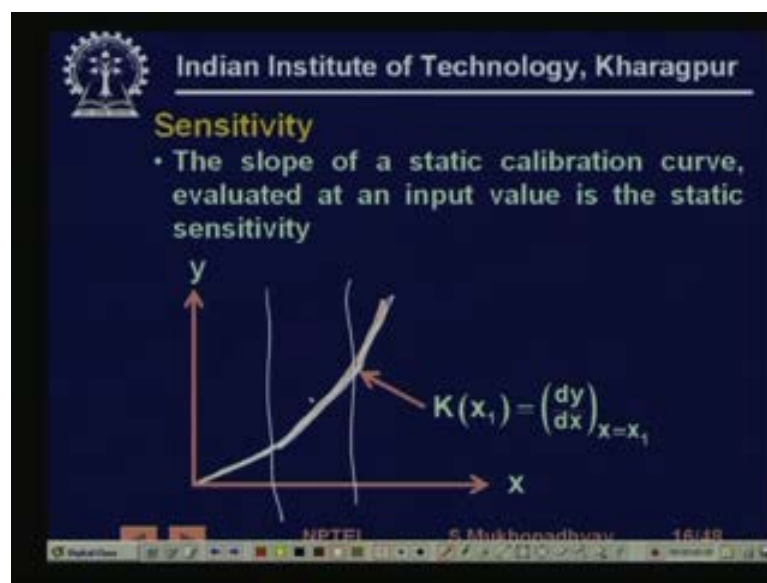 Indian Institute of Technology, Kharagpur
Sensitivity
• The slope of a static calibration curve,
evaluated at an input value is the static
sensitivity
y
K(x₁) = (dy/dx)ₓ₌ₓ₁
x
NPTEL S.Mukhopadhyay 16/48